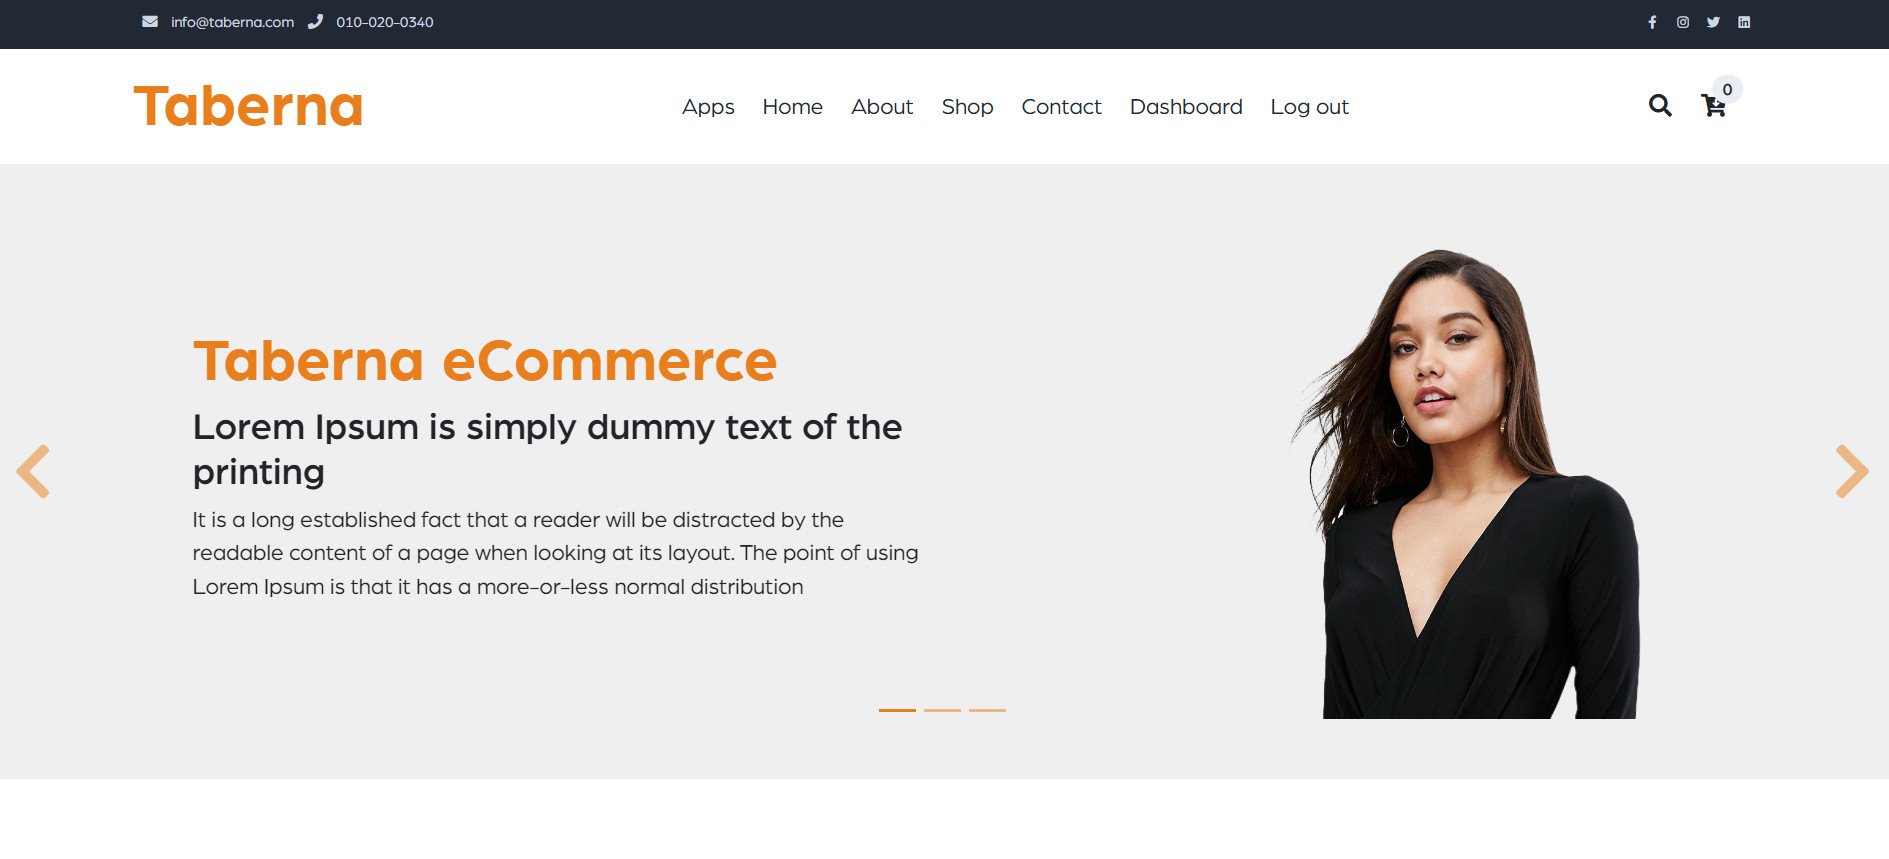 info@taberna.com 010-020-0340
Taberna
Apps Home About Shop Contact Dashboard Log out
0
Taberna eCommerce
Lorem Ipsum is simply dummy text of the
printing
It is a long established fact that a reader will be distracted by the
readable content of a page when looking at its layout. The point of using
Lorem Ipsum is that it has a more-or-less normal distribution